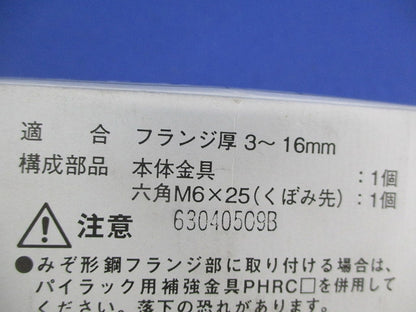 適合 フランジ厚 3～16mm
構成部品 本体金具 :1個
六角M6×25(くぼみ先) :1個
注意 63040509B
●みぞ形鋼フランジ部に取り付ける場合は、
パイラック用補強金具PHRC□を併用して
ください。落下の恐れがあります。